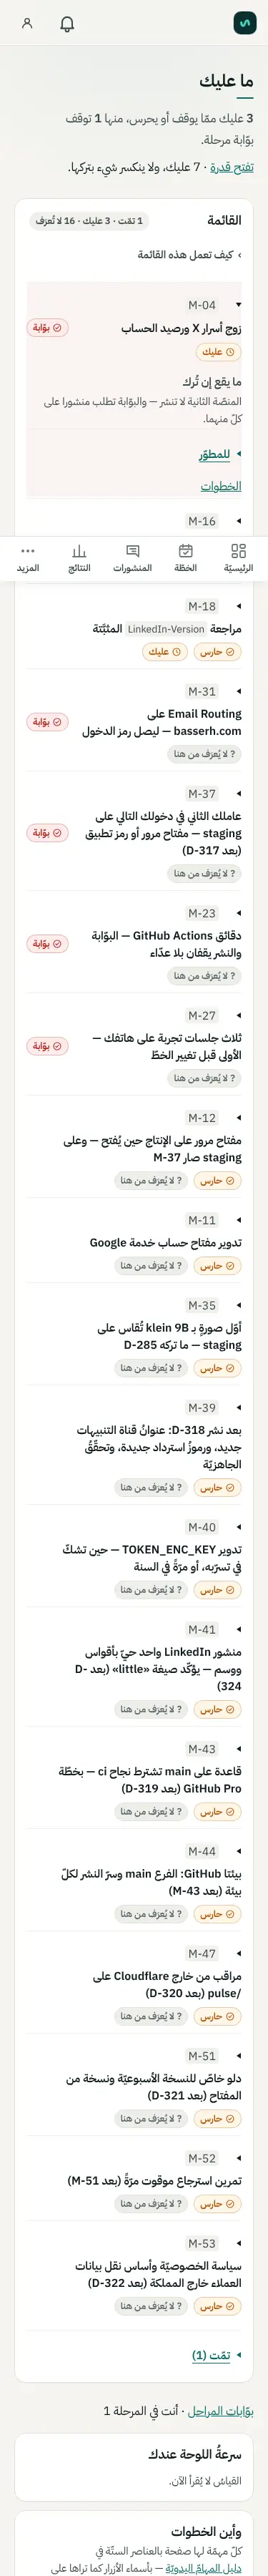 ما عليك
3 عليك ممّا يوقف أو يحرس، منها 1 توقف
بوّابة مرحلة.
تفتح قدرة · 7 عليك، ولا ينكسر شيء بتركها.
القائمة
1 تمّت · 3 عليك · 16 لا تُعرَف
كيف تعمل هذه القائمة
M-04
زوج أسرار X ورصيد الحساب
بوّابة
عليك
ما يقع إن تُرك
المنصّة الثانية لا تنشر — والبوّابة تطلب منشورا على
كلّ منهما.
للمطوّر
الخطوات
M-16
الرئيسيّة
الخطّة
المنشورات
النتائج
المزيد
M-18
مراجعة LinkedIn-Version المثبّتة
حارس
عليك
M-31
Email Routing على
basserh.com — ليصل رمز الدخول
بوّابة
? لا يُعرَف من هنا
M-37
عاملك الثاني في دخولك التالي على
staging — مفتاح مرور أو رمز تطبيق
(بعد D-317)
بوّابة
? لا يُعرَف من هنا
M-23
دقائق GitHub Actions — البوّابة
والنشر يقفان بلا عدّاء
بوّابة
? لا يُعرَف من هنا
M-27
ثلاث جلسات تجربة على هاتفك —
الأولى قبل تغيير الخطّ
بوّابة
? لا يُعرَف من هنا
M-12
مفتاح مرور على الإنتاج حين يُفتح — وعلى
staging صار M-37
حارس
? لا يُعرَف من هنا
M-11
تدوير مفتاح حساب خدمة Google
حارس
? لا يُعرَف من هنا
M-35
أوّل صورةٍ بـ klein 9B تُقاس على
staging — ما تركه D-285
حارس
? لا يُعرَف من هنا
M-39
بعد نشر D-318: عنوانُ قناة التنبيهات
جديد، ورموزُ استرداد جديدة، وتحقّقُ
الجاهزيّة
حارس
? لا يُعرَف من هنا
M-40
تدوير TOKEN_ENC_KEY — حين تشكّ
في تسرّبه، أو مرّةً في السنة
حارس
? لا يُعرَف من هنا
M-41
منشور LinkedIn واحد حيّ بأقواس
ووسم — يؤكّد صيغة «little» (بعد D-
324)
حارس
? لا يُعرَف من هنا
M-43
قاعدة على main تشترط نجاح ci — بخطّة
GitHub Pro (بعد D-319)
حارس
? لا يُعرَف من هنا
M-44
بيئتا GitHub: الفرع main وسرّ النشر لكلّ
بيئة (بعد M-43)
حارس
? لا يُعرَف من هنا
M-47
مراقب من خارج Cloudflare على
/pulse (بعد D-320)
حارس
? لا يُعرَف من هنا
M-51
دلو خاصّ للنسخة الأسبوعيّة ونسخة من
المفتاح (بعد D-321)
حارس
? لا يُعرَف من هنا
M-52
تمرين استرجاع موقوت مرّةً (بعد M-51)
حارس
? لا يُعرَف من هنا
M-53
سياسة الخصوصيّة وأساس نقل بيانات
العملاء خارج المملكة (بعد D-322)
حارس
? لا يُعرَف من هنا
تمّت (1)
بوّابات المراحل · أنت في المرحلة 1
سرعةُ اللوحة عندك
القياسُ لا يُقرأ الآن.
وأين الخطوات
كلّ مهمّة لها صفحة بالعناصر الستّة في
دليل المهامّ اليدويّة — بأسماء الأزرار كما تراها على